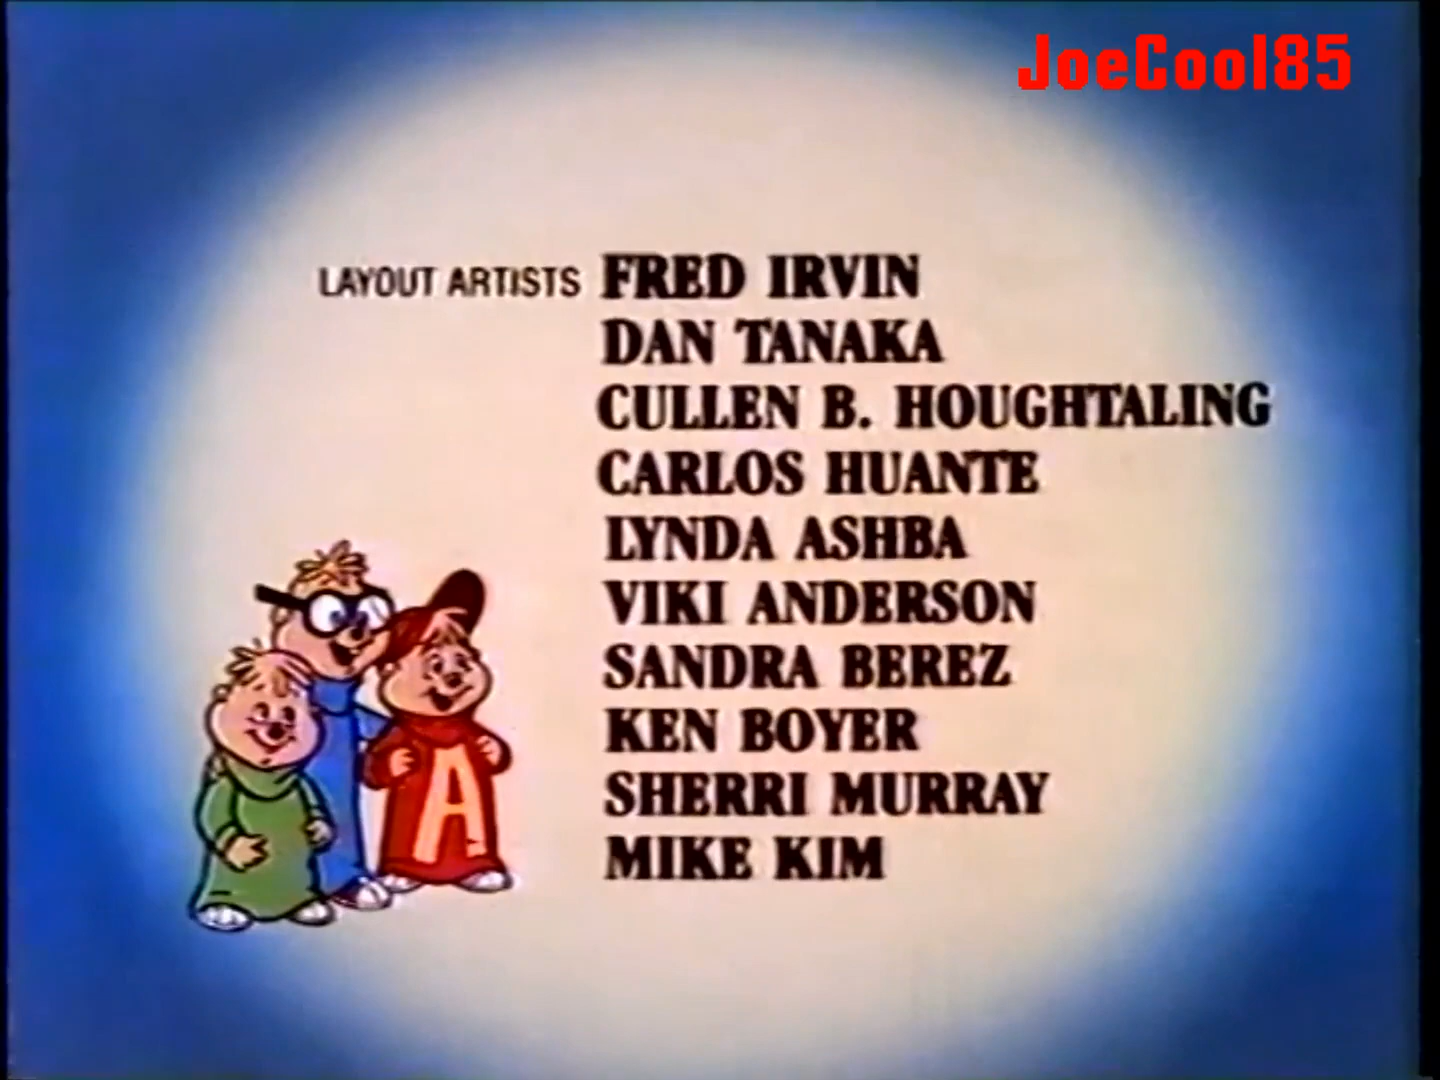 JoeCool85
LAYOUT ARTISTS FRED IRVIN
DAN TANAKA
CULLEN B. HOUGHTALING
CARLOS HUANTE
LYNDA ASHBA
VIKI ANDERSON
SANDRA BEREZ
KEN BOYER
SHERRI MURRAY
MIKE KIM
A